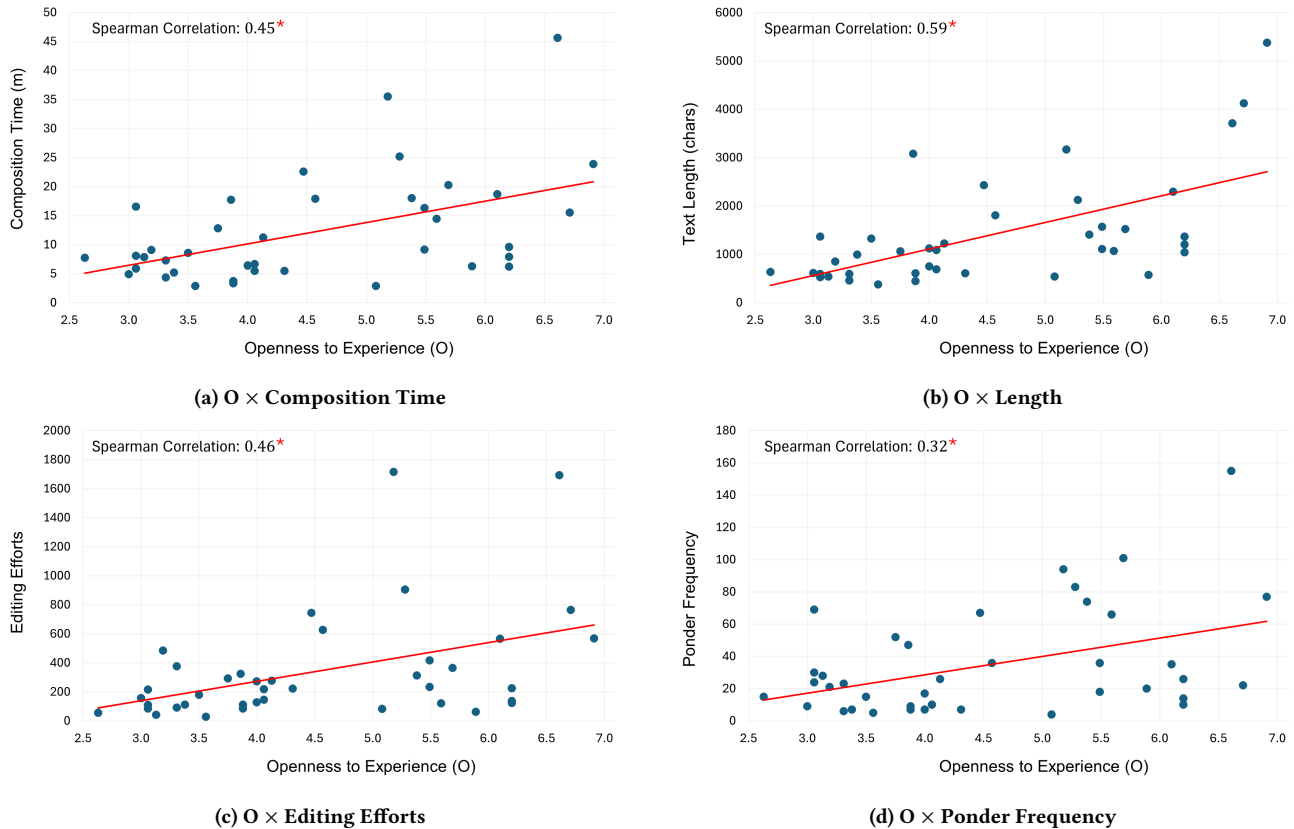 Spearman Correlation: 0.45*
50
45
40
35
30
25
20
15
10
5
0
Composition Time (m)
2.5 3.0 3.5 4.0 4.5 5.0 5.5 6.0 6.5 7.0
Openness to Experience (O)
(a) O × Composition Time
Spearman Correlation: 0.59*
6000
5000
4000
3000
2000
1000
0
Text Length (chars)
2.5 3.0 3.5 4.0 4.5 5.0 5.5 6.0 6.5 7.0
Openness to Experience (O)
(b) O × Length
Spearman Correlation: 0.46*
2000
1800
1600
1400
1200
1000
800
600
400
200
0
Editing Efforts
2.5 3.0 3.5 4.0 4.5 5.0 5.5 6.0 6.5 7.0
Openness to Experience (O)
(c) O × Editing Efforts
Spearman Correlation: 0.32*
180
160
140
120
100
80
60
40
20
0
Ponder Frequency
2.5 3.0 3.5 4.0 4.5 5.0 5.5 6.0 6.5 7.0
Openness to Experience (O)
(d) O × Ponder Frequency